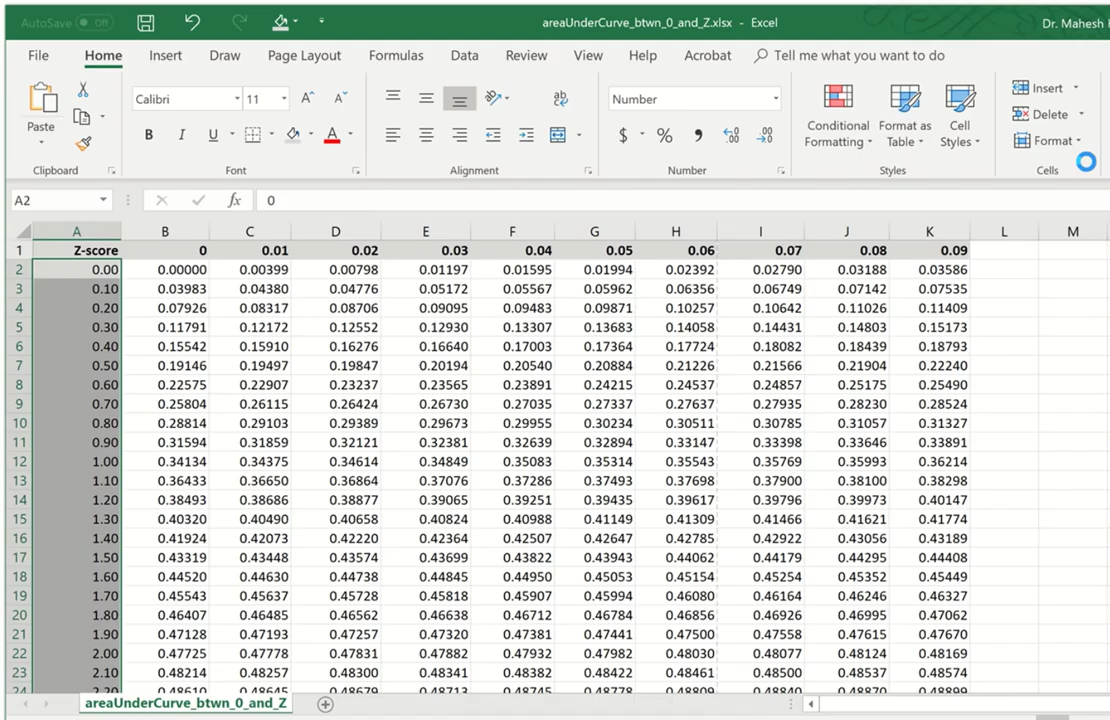 AutoSave Off areaUnderCurve_btwn_0_and_Z.xlsx - Excel Dr. Mahesh
File Home Insert Draw Page Layout Formulas Data Review View Help Acrobat Tell me what you want to do
Paste
Calibri 11
B I U A
ab
Number
$ % ,
Conditional Formatting
Format as Table
Cell Styles
Insert
Delete
Format
Clipboard Font Alignment Number Styles Cells
A2 fx 0
A B C D E F G H I J K L M
1 Z-score 0 0.01 0.02 0.03 0.04 0.05 0.06 0.07 0.08 0.09
2 0.00 0.00000 0.00399 0.00798 0.01197 0.01595 0.01994 0.02392 0.02790 0.03188 0.03586
3 0.10 0.03983 0.04380 0.04776 0.05172 0.05567 0.05962 0.06356 0.06749 0.07142 0.07535
4 0.20 0.07926 0.08317 0.08706 0.09095 0.09483 0.09871 0.10257 0.10642 0.11026 0.11409
5 0.30 0.11791 0.12172 0.12552 0.12930 0.13307 0.13683 0.14058 0.14431 0.14803 0.15173
6 0.40 0.15542 0.15910 0.16276 0.16640 0.17003 0.17364 0.17724 0.18082 0.18439 0.18793
7 0.50 0.19146 0.19497 0.19847 0.20194 0.20540 0.20884 0.21226 0.21566 0.21904 0.22240
8 0.60 0.22575 0.22907 0.23237 0.23565 0.23891 0.24215 0.24537 0.24857 0.25175 0.25490
9 0.70 0.25804 0.26115 0.26424 0.26730 0.27035 0.27337 0.27637 0.27935 0.28230 0.28524
10 0.80 0.28814 0.29103 0.29389 0.29673 0.29955 0.30234 0.30511 0.30785 0.31057 0.31327
11 0.90 0.31594 0.31859 0.32121 0.32381 0.32639 0.32894 0.33147 0.33398 0.33646 0.33891
12 1.00 0.34134 0.34375 0.34614 0.34849 0.35083 0.35314 0.35543 0.35769 0.35993 0.36214
13 1.10 0.36433 0.36650 0.36864 0.37076 0.37286 0.37493 0.37698 0.37900 0.38100 0.38298
14 1.20 0.38493 0.38686 0.38877 0.39065 0.39251 0.39435 0.39617 0.39796 0.39973 0.40147
15 1.30 0.40320 0.40490 0.40658 0.40824 0.40988 0.41149 0.41309 0.41466 0.41621 0.41774
16 1.40 0.41924 0.42073 0.42220 0.42364 0.42507 0.42647 0.42785 0.42922 0.43056 0.43189
17 1.50 0.43319 0.43448 0.43574 0.43699 0.43822 0.43943 0.44062 0.44179 0.44295 0.44408
18 1.60 0.44520 0.44630 0.44738 0.44845 0.44950 0.45053 0.45154 0.45254 0.45352 0.45449
19 1.70 0.45543 0.45637 0.45728 0.45818 0.45907 0.45994 0.46080 0.46164 0.46246 0.46327
20 1.80 0.46407 0.46485 0.46562 0.46638 0.46712 0.46784 0.46856 0.46926 0.46995 0.47062
21 1.90 0.47128 0.47193 0.47257 0.47320 0.47381 0.47441 0.47500 0.47558 0.47615 0.47670
22 2.00 0.47725 0.47778 0.47831 0.47882 0.47932 0.47982 0.48030 0.48077 0.48124 0.48169
23 2.10 0.48214 0.48257 0.48300 0.48341 0.48382 0.48422 0.48461 0.48500 0.48537 0.48574
24 2.20 0.48610 0.48645 0.48679 0.48713 0.48745 0.48778 0.48809 0.48840 0.48870 0.48899
areaUnderCurve_btwn_0_and_Z